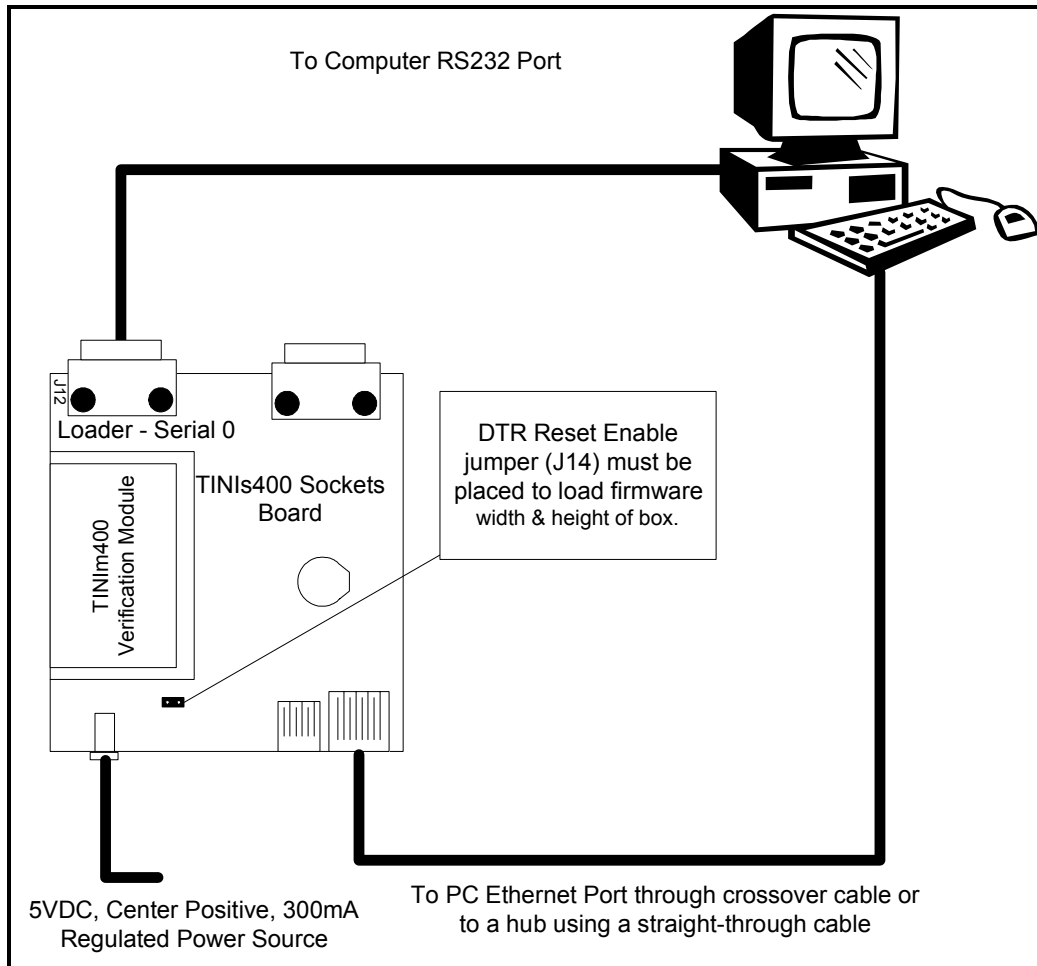 To Computer RS232 Port
J12
Loader - Serial 0
TINIs400 Sockets
Board
TINIm400
Verification Module
DTR Reset Enable
jumper (J14) must be
placed to load firmware
width & height of box.
5VDC, Center Positive, 300mA
Regulated Power Source
To PC Ethernet Port through crossover cable or
to a hub using a straight-through cable